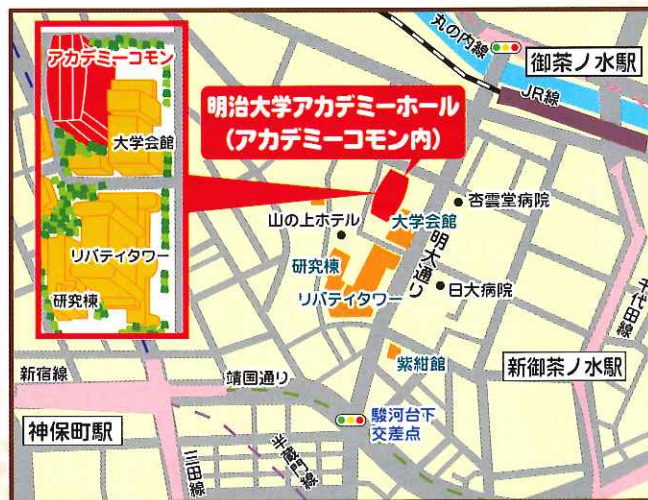 アカデミーコモン
大学会館
リバティタワー
研究棟
明治大学アカデミーホール
(アカデミーコモン内)
丸の内線
御茶ノ水駅
JR線
杏雲堂病院
山の上ホテル
大学会館
明大通り
研究棟
リバティタワー
日大病院
千代田線
紫紺館
新御茶ノ水駅
新宿線
靖国通り
駿河台下
交差点
神保町駅
三田線
半蔵門線